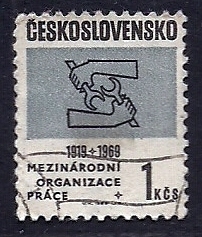 ČESKOSLOVENSKO
1919+1969
MEZINÁRODNÍ
ORGANIZACE
PRÁCE +
1 KČS